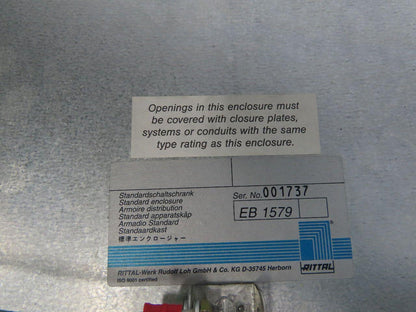 Openings in this enclosure must
be covered with closure plates,
systems or conduits with the same
type rating as this enclosure.
Standardschaltschrank
Standard enclosure
Armoire distribution
Standard apparatskåp
Armadio Standard
Standaardkast
標準エンクロージャー
Ser. No. 001737
EB 1579
®
RITTAL
RITTAL-Werk Rudolf Loh GmbH & Co. KG D-35745 Herborn
ISO 9001 certified